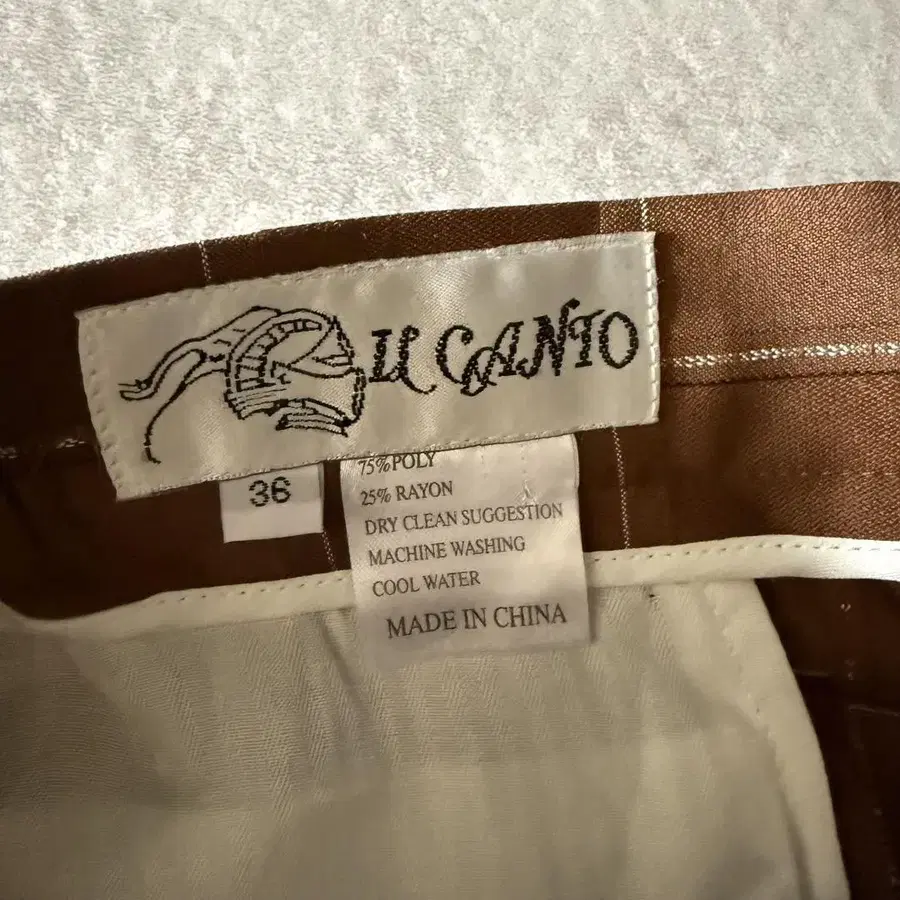 IL CANTO
36
75%POLY
25% RAYON
DRY CLEAN SUGGESTION
MACHINE WASHING
COOL WATER
MADE IN CHINA